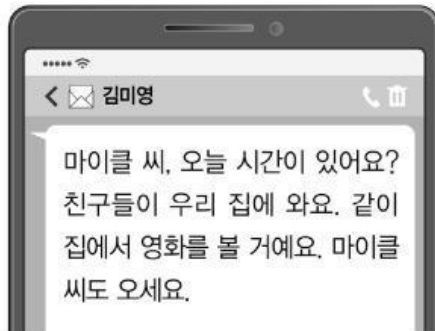 김미영
마이클 씨, 오늘 시간이 있어요?
친구들이 우리 집에 와요. 같이
집에서 영화를 볼 거예요. 마이클
씨도 오세요.